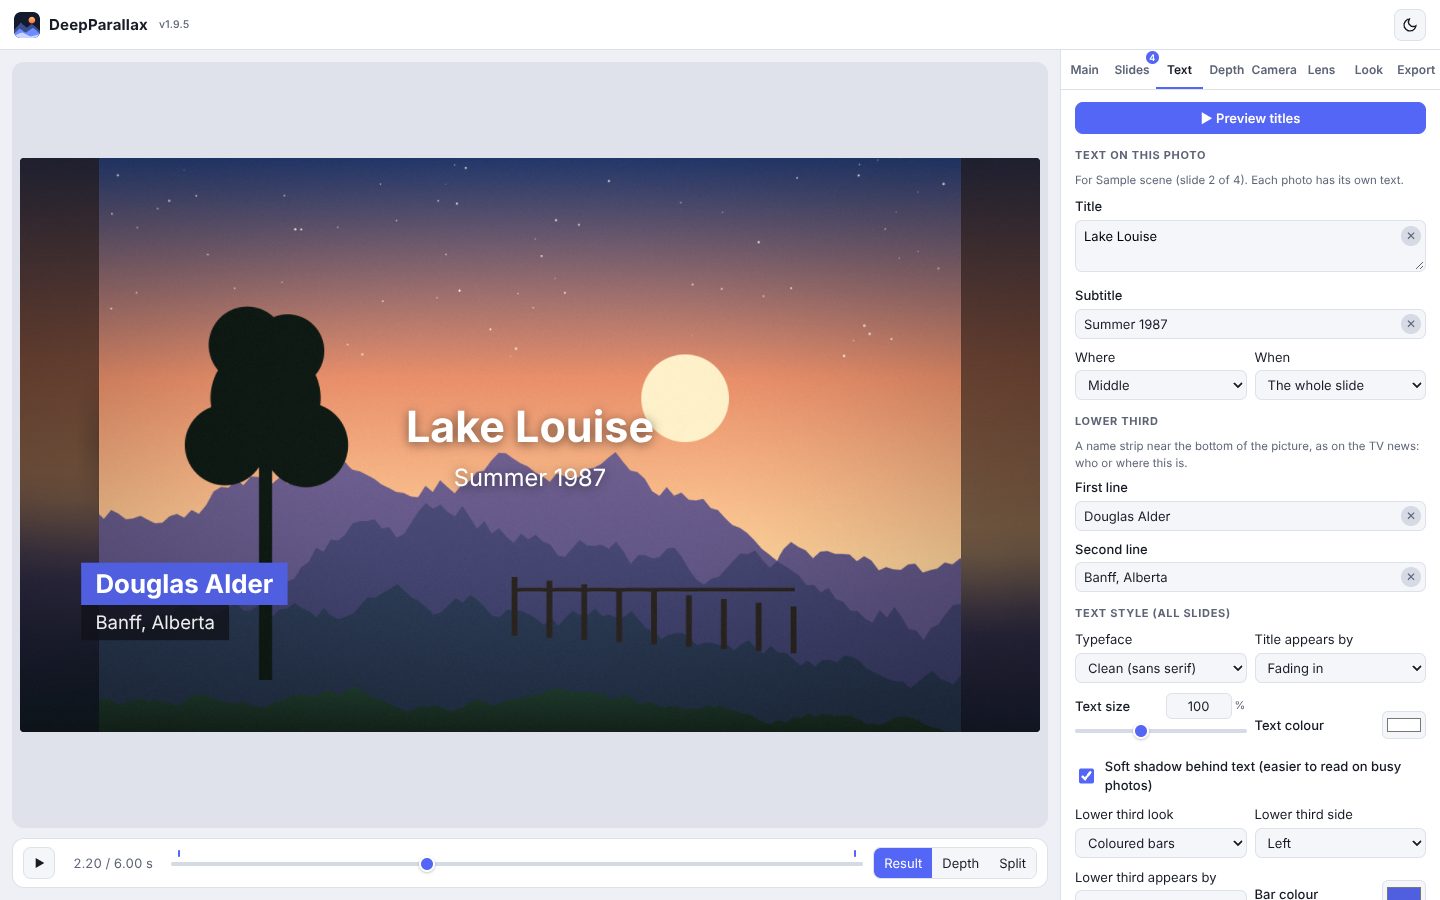 DeepParallax v1.9.5
Main Slides 4 Text Depth Camera Lens Look Export
▶ Preview titles
TEXT ON THIS PHOTO
For Sample scene (slide 2 of 4). Each photo has its own text.
Title
Lake Louise
Subtitle
Summer 1987
Where When
Middle The whole slide
LOWER THIRD
A name strip near the bottom of the picture, as on the TV news:
who or where this is.
First line
Douglas Alder
Second line
Banff, Alberta
TEXT STYLE (ALL SLIDES)
Typeface Title appears by
Clean (sans serif) Fading in
Text size 100 % Text colour
Soft shadow behind text (easier to read on busy
photos)
Lower third look Lower third side
Coloured bars Left
Lower third appears by Bar colour
Lake Louise
Summer 1987
Douglas Alder
Banff, Alberta
2.20 / 6.00 s
Result Depth Split